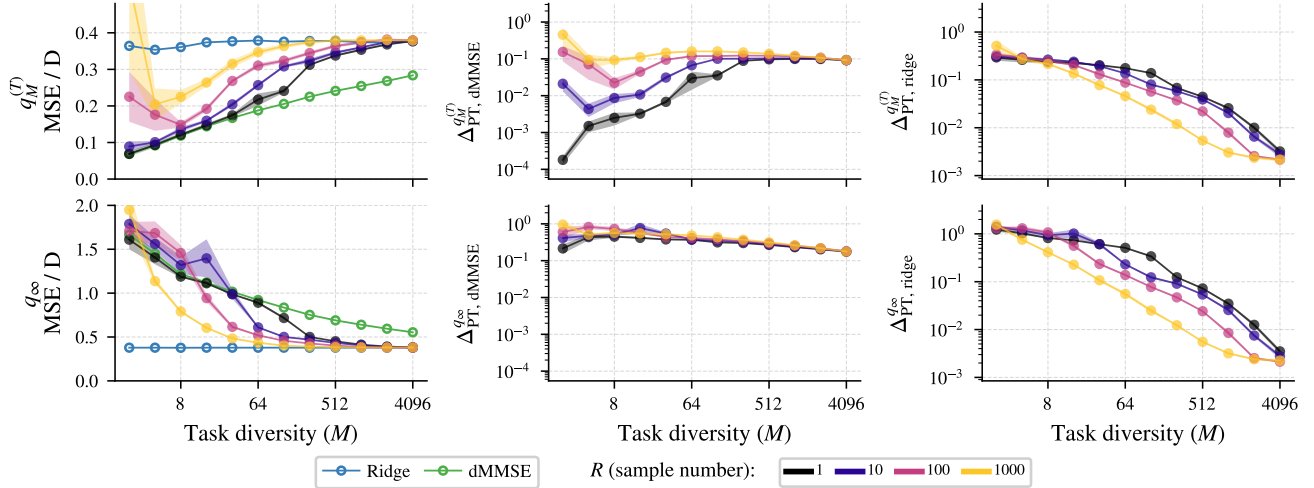 q_M^(T)
MSE / D
0.4
0.3
0.2
0.1
0.0
Δ_PT, dMMSE^q_M^(T)
10^0
10^−1
10^−2
10^−3
10^−4
Δ_PT, ridge^q_M^(T)
10^0
10^−1
10^−2
10^−3
q_∞
MSE / D
2.0
1.5
1.0
0.5
0.0
8 64 512 4096
Task diversity (M)
Δ_PT, dMMSE^q_∞
10^0
10^−1
10^−2
10^−3
10^−4
8 64 512 4096
Task diversity (M)
Δ_PT, ridge^q_∞
10^0
10^−1
10^−2
10^−3
8 64 512 4096
Task diversity (M)
Ridge dMMSE
R (sample number): 1 10 100 1000